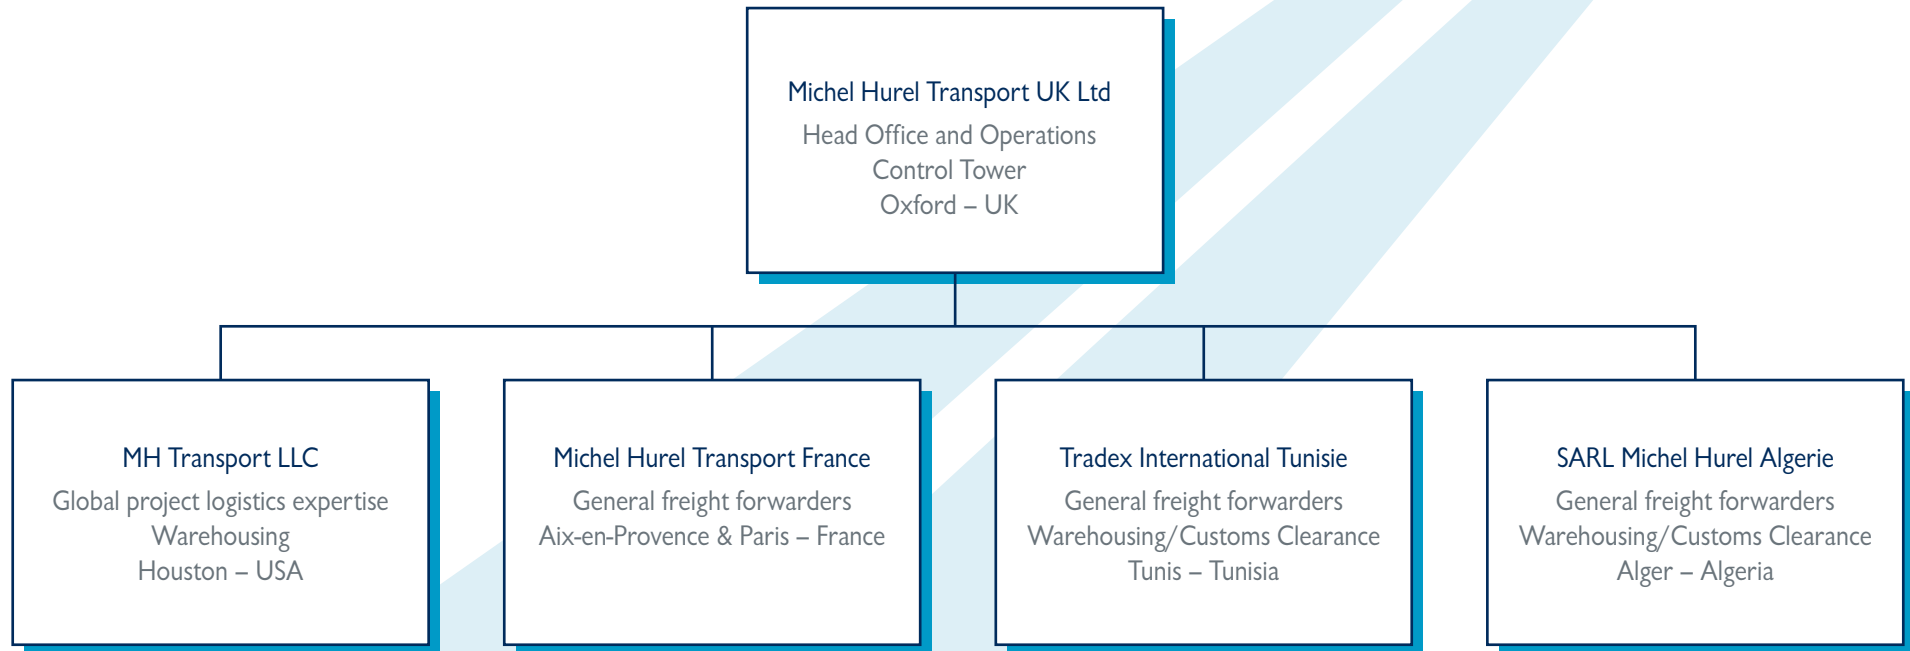 Michel Hurel Transport UK Ltd
Head Office and Operations
Control Tower
Oxford – UK
MH Transport LLC
Global project logistics expertise
Warehousing
Houston – USA
Michel Hurel Transport France
General freight forwarders
Aix-en-Provence & Paris – France
Tradex International Tunisie
General freight forwarders
Warehousing/Customs Clearance
Tunis – Tunisia
SARL Michel Hurel Algerie
General freight forwarders
Warehousing/Customs Clearance
Alger – Algeria